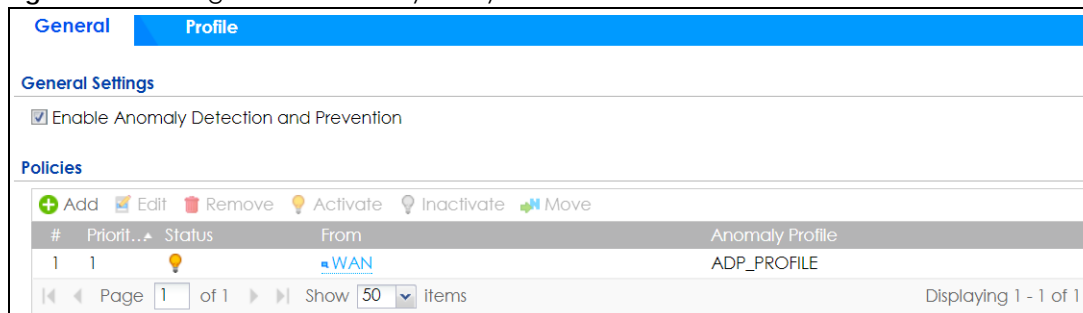 General Profile
General Settings
Enable Anomaly Detection and Prevention
Policies
Add Edit Remove Activate Inactivate Move
# Priorit... Status From Anomaly Profile
1 1 WAN ADP_PROFILE
Page 1 of 1 Show 50 items Displaying 1 - 1 of 1